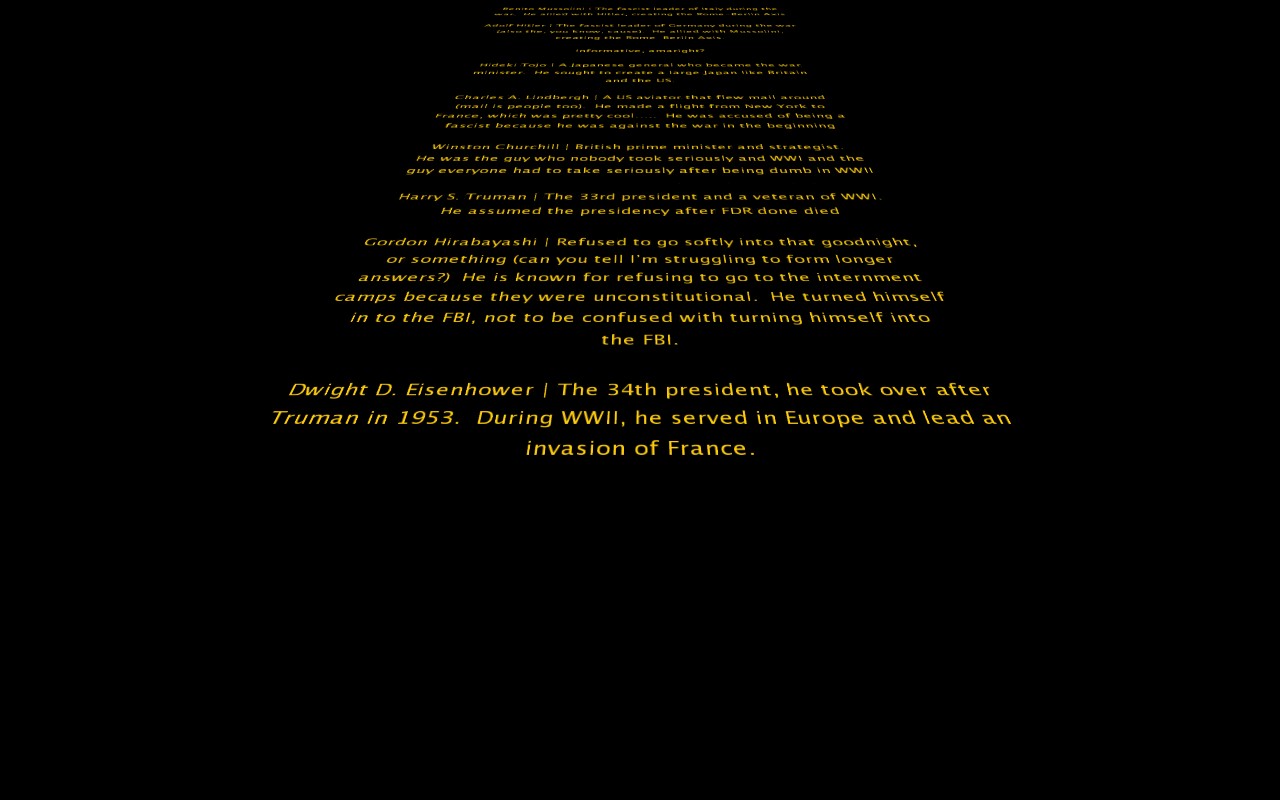 Benito Mussolini | The fascist leader of Italy during the
war. He allied with Hitler, creating the Rome-Berlin Axis
Adolf Hitler | The fascist leader of Germany during the war
(also the, you know, cause). He allied with Mussolini,
creating the Rome-Berlin Axis
Informative, amaright?
Hideki Tojo | A Japanese general who became the war
minister. He sought to create a large Japan like Britain
and the US
Charles A. Lindbergh | A US aviator that flew mail around
(mail is people too). He made a flight from New York to
France, which was pretty cool..... He was accused of being a
fascist because he was against the war in the beginning
Winston Churchill | British prime minister and strategist.
He was the guy who nobody took seriously and WWI and the
guy everyone had to take seriously after being dumb in WWII
Harry S. Truman | The 33rd president and a veteran of WWI.
He assumed the presidency after FDR done died
Gordon Hirabayashi | Refused to go softly into that goodnight,
or something (can you tell I'm struggling to form longer
answers?) He is known for refusing to go to the internment
camps because they were unconstitutional. He turned himself
in to the FBI, not to be confused with turning himself into
the FBI.
Dwight D. Eisenhower | The 34th president, he took over after
Truman in 1953. During WWII, he served in Europe and lead an
invasion of France.